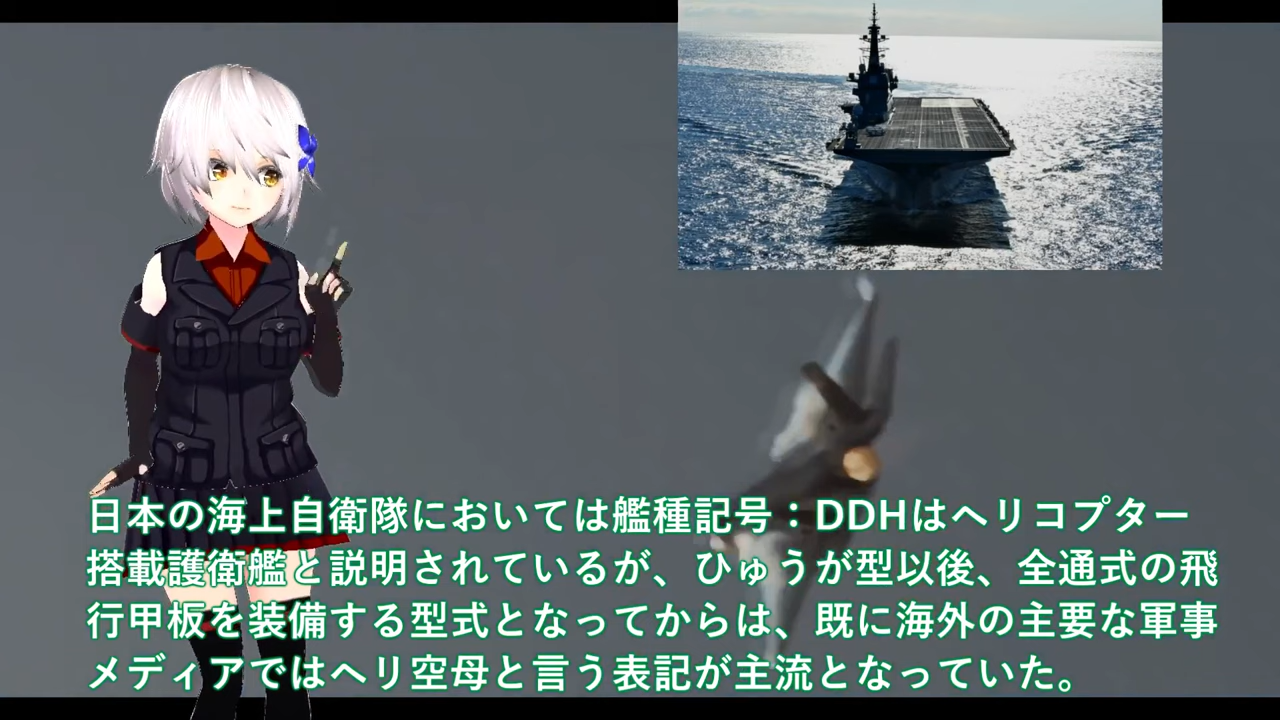 日本の海上自衛隊においては艦種記号：DDHはヘリコプター
搭載護衛艦と説明されているが、ひゅうが型以後、全通式の飛
行甲板を装備する型式となってからは、既に海外の主要な軍事
メディアではヘリ空母と言う表記が主流となっていた。